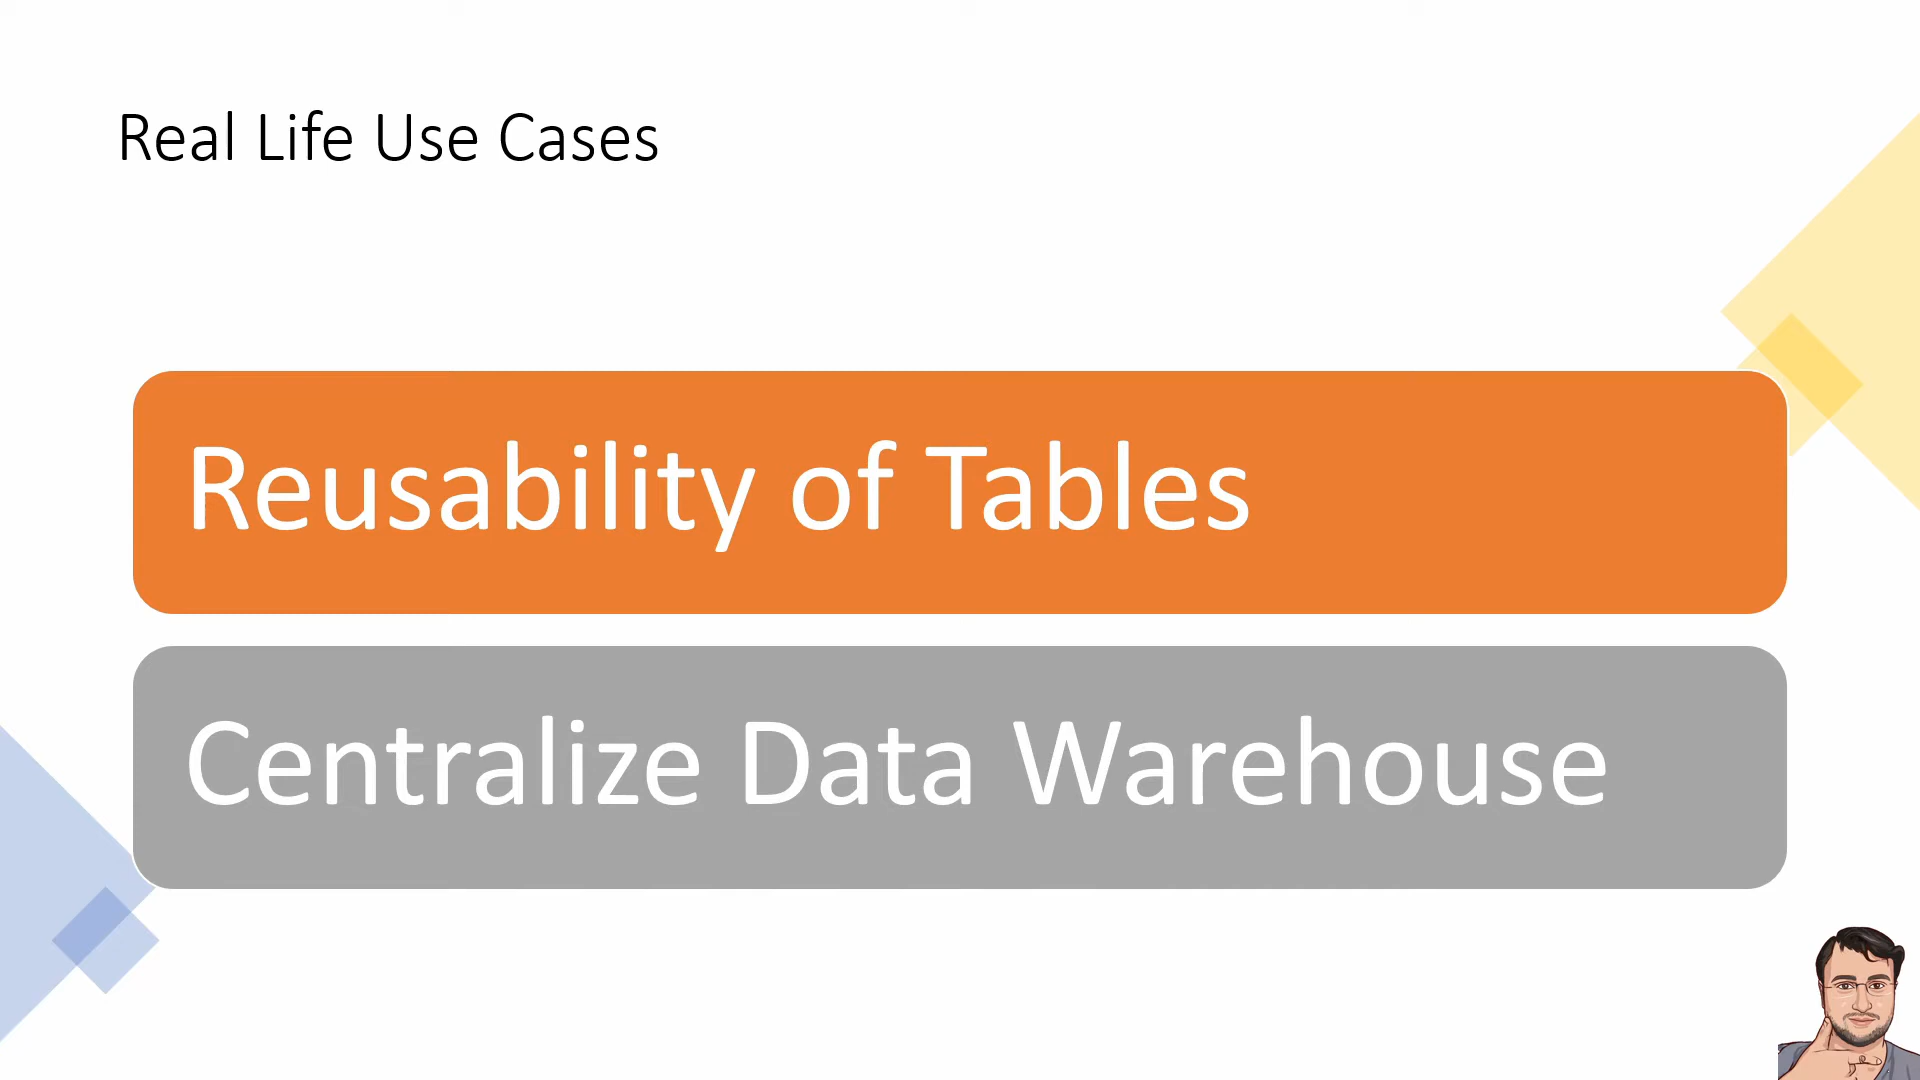 Real Life Use Cases
Reusability of Tables
Centralize Data Warehouse